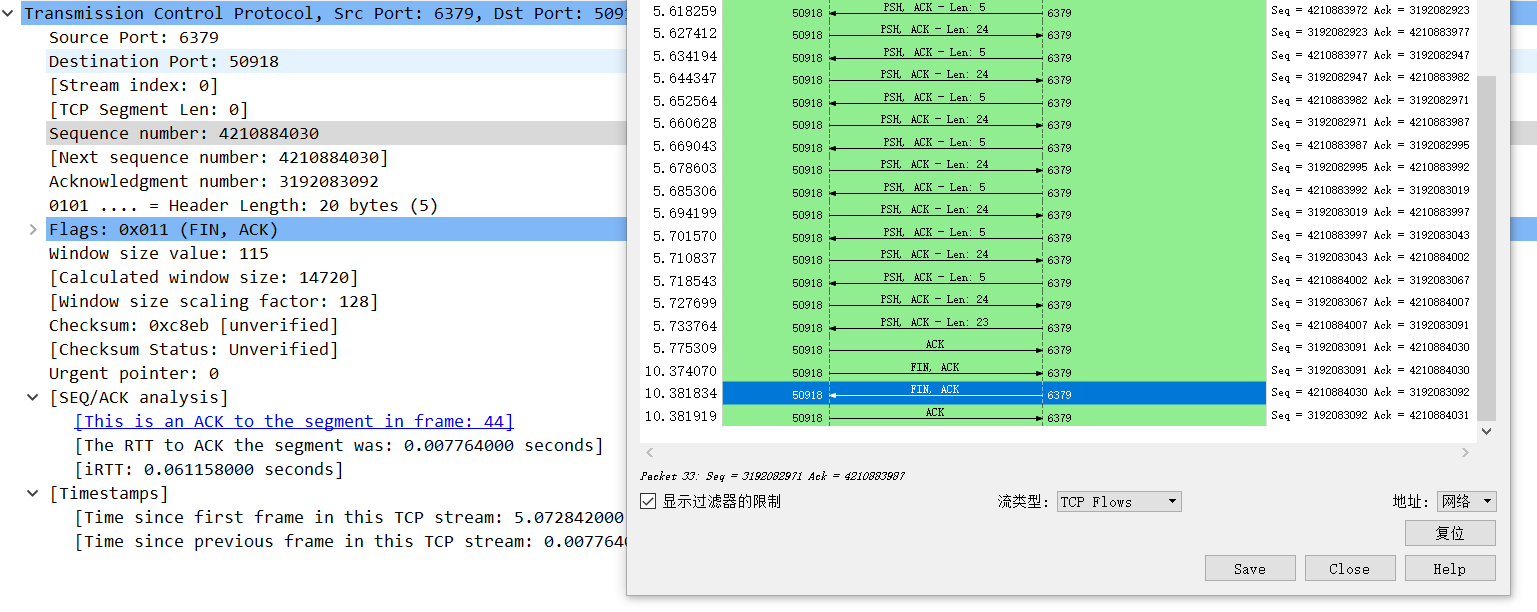 Transmission Control Protocol, Src Port: 6379, Dst Port: 5091
Source Port: 6379
Destination Port: 50918
[Stream index: 0]
[TCP Segment Len: 0]
Sequence number: 4210884030
[Next sequence number: 4210884030]
Acknowledgment number: 3192083092
0101 .... = Header Length: 20 bytes (5)
Flags: 0x011 (FIN, ACK)
Window size value: 115
[Calculated window size: 14720]
[Window size scaling factor: 128]
Checksum: 0xc8eb [unverified]
[Checksum Status: Unverified]
Urgent pointer: 0
[SEQ/ACK analysis]
[This is an ACK to the segment in frame: 44]
[The RTT to ACK the segment was: 0.007764000 seconds]
[iRTT: 0.061158000 seconds]
[Timestamps]
[Time since first frame in this TCP stream: 5.072842000
[Time since previous frame in this TCP stream: 0.007764
5.618259 50918 PSH, ACK - Len: 5 6379 Seq = 4210883972 Ack = 3192082923
5.627412 50918 PSH, ACK - Len: 24 6379 Seq = 3192082923 Ack = 4210883977
5.634194 50918 PSH, ACK - Len: 5 6379 Seq = 4210883977 Ack = 3192082947
5.644347 50918 PSH, ACK - Len: 24 6379 Seq = 3192082947 Ack = 4210883982
5.652564 50918 PSH, ACK - Len: 5 6379 Seq = 4210883982 Ack = 3192082971
5.660628 50918 PSH, ACK - Len: 24 6379 Seq = 3192082971 Ack = 4210883987
5.669043 50918 PSH, ACK - Len: 5 6379 Seq = 4210883987 Ack = 3192082995
5.678603 50918 PSH, ACK - Len: 24 6379 Seq = 3192082995 Ack = 4210883992
5.685306 50918 PSH, ACK - Len: 5 6379 Seq = 4210883992 Ack = 3192083019
5.694199 50918 PSH, ACK - Len: 24 6379 Seq = 3192083019 Ack = 4210883997
5.701570 50918 PSH, ACK - Len: 5 6379 Seq = 4210883997 Ack = 3192083043
5.710837 50918 PSH, ACK - Len: 24 6379 Seq = 3192083043 Ack = 4210884002
5.718543 50918 PSH, ACK - Len: 5 6379 Seq = 4210884002 Ack = 3192083067
5.727699 50918 PSH, ACK - Len: 24 6379 Seq = 3192083067 Ack = 4210884007
5.733764 50918 PSH, ACK - Len: 23 6379 Seq = 4210884007 Ack = 3192083091
5.775309 50918 ACK 6379 Seq = 3192083091 Ack = 4210884030
10.374070 50918 FIN, ACK 6379 Seq = 3192083091 Ack = 4210884030
10.381834 50918 FIN, ACK 6379 Seq = 4210884030 Ack = 3192083092
10.381919 50918 ACK 6379 Seq = 3192083092 Ack = 4210884031
Packet 33: Seq = 3192082971 Ack = 4210883987
显示过滤器的限制 流类型: TCP Flows 地址: 网络
复位
Save Close Help